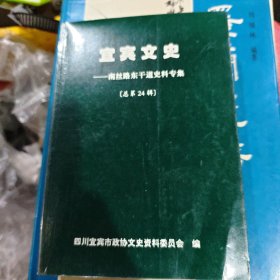 宜宾文史
——南丝路东干道史料专集
［总第24辑］
四川宜宾市政协文史资料委员会 编